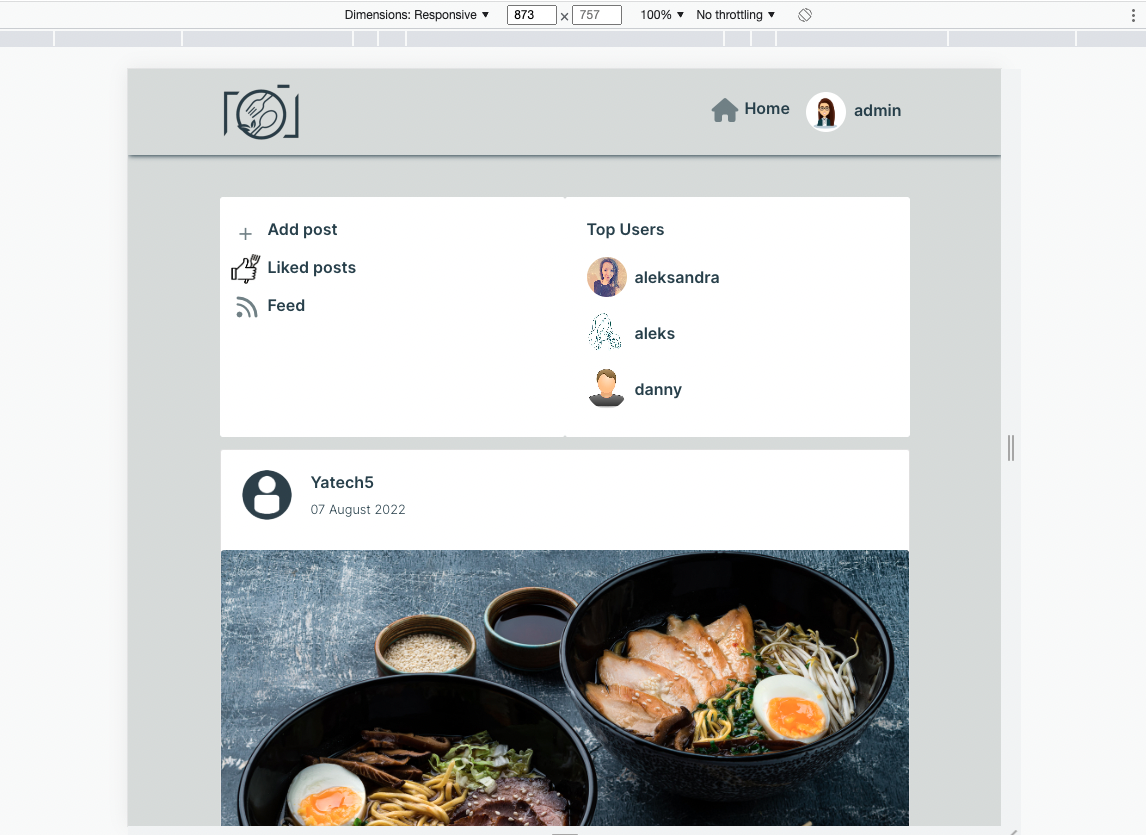 Dimensions: Responsive ▼ 873 × 757 100% ▼ No throttling ▼
Home admin
Add post
Liked posts
Feed
Top Users
aleksandra
aleks
danny
Yatech5
07 August 2022